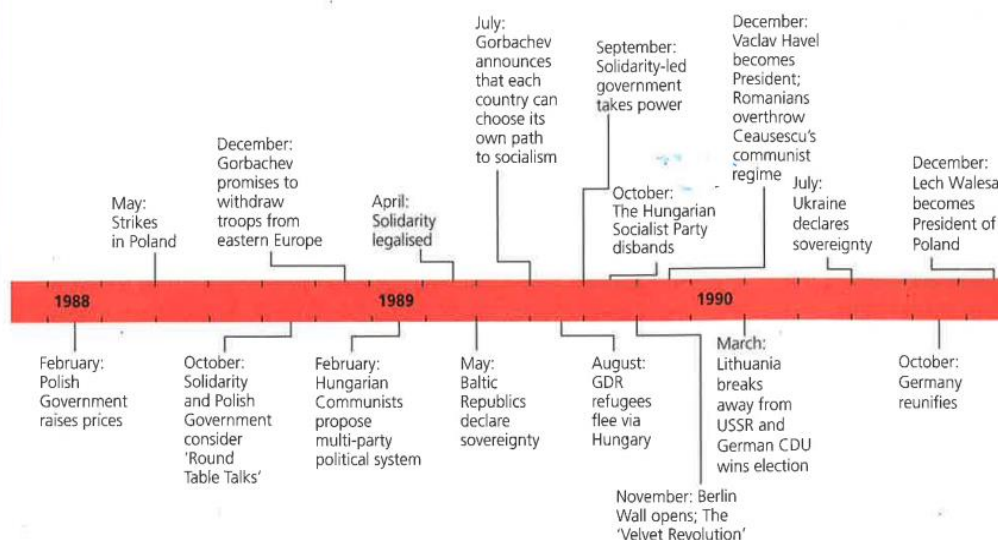 May:
Strikes
in Poland
December:
Gorbachev
promises to
withdraw
troops from
eastern Europe
April:
Solidarity
legalised
July:
Gorbachev
announces
that each
country can
choose its
own path
to socialism
September:
Solidarity-led
government
takes power
October:
The Hungarian
Socialist Party
disbands
December:
Vaclav Havel
becomes
President;
Romanians
overthrow
Ceausescu's
communist
regime
July:
Ukraine
declares
sovereignty
December:
Lech Walesa
becomes
President of
Poland
1988
1989
1990
February:
Polish
Government
raises prices
October:
Solidarity
and Polish
Government
consider
'Round
Table Talks'
February:
Hungarian
Communists
propose
multi-party
political system
May:
Baltic
Republics
declare
sovereignty
August:
GDR
refugees
flee via
Hungary
November: Berlin
Wall opens; The
'Velvet Revolution'
March:
Lithuania
breaks
away from
USSR and
German CDU
wins election
October:
Germany
reunifies